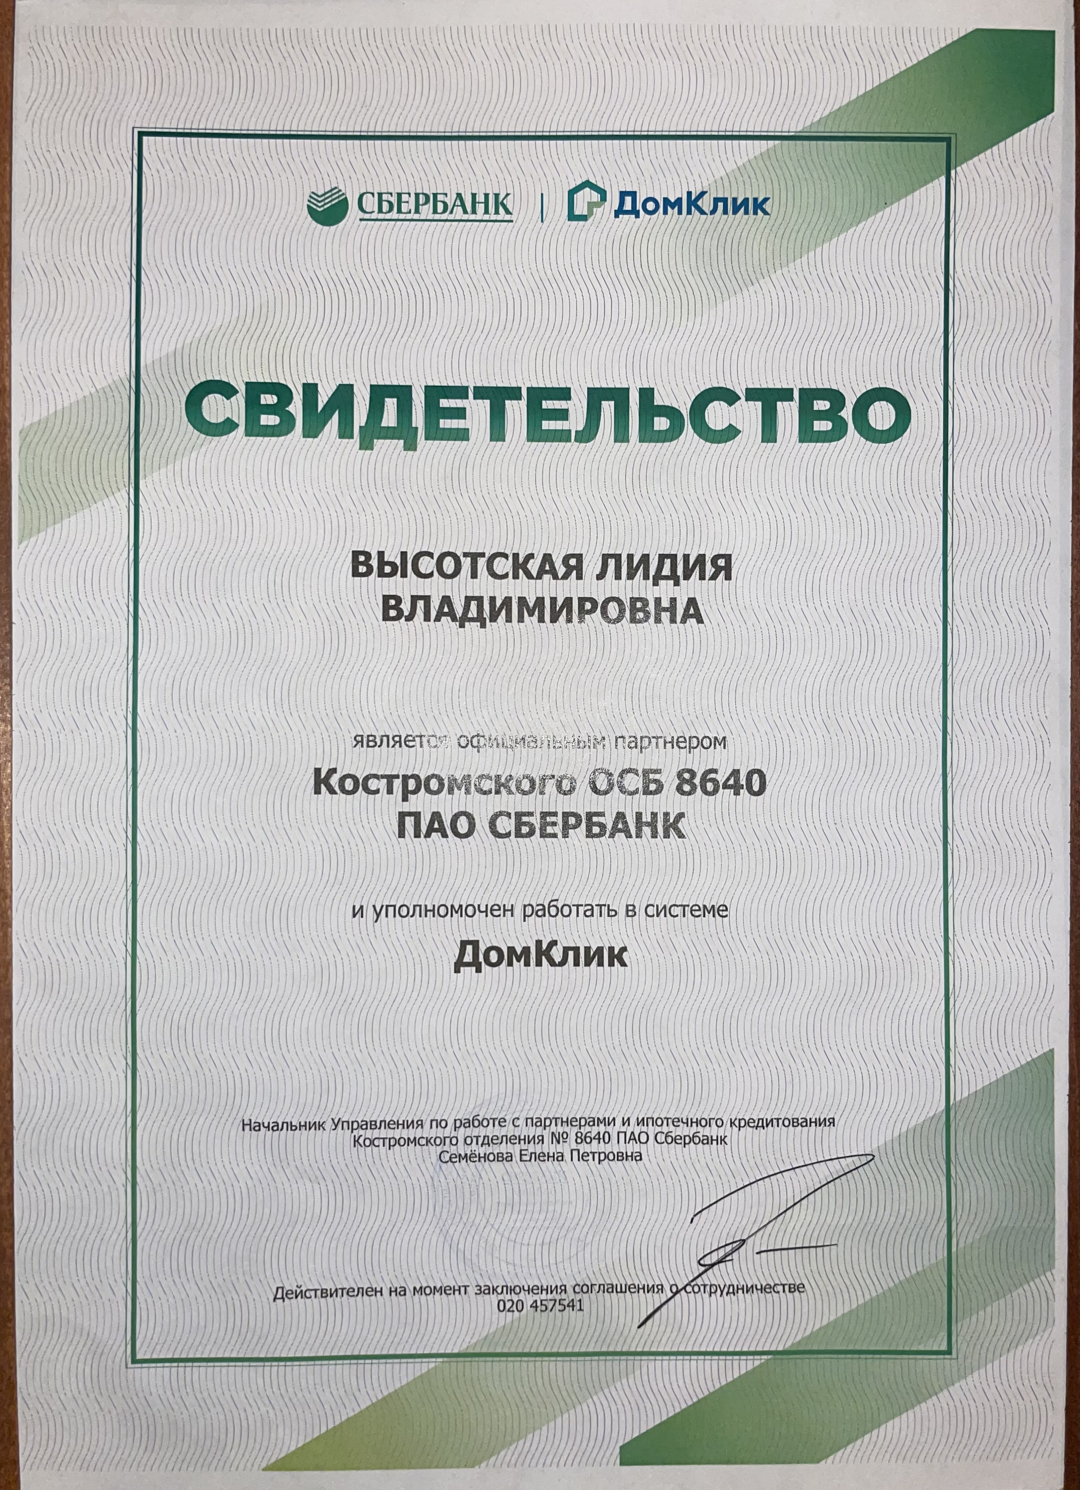 СБЕРБАНК | ДомКлик
СВИДЕТЕЛЬСТВО
ВЫСОТСКАЯ ЛИДИЯ
ВЛАДИМИРОВНА
является официальным партнером
Костромского ОСБ 8640
ПАО СБЕРБАНК
и уполномочен работать в системе
ДомКлик
Начальник Управления по работе с партнерами и ипотечного кредитования
Костромского отделения № 8640 ПАО Сбербанк
Семёнова Елена Петровна
Действителен на момент заключения соглашения о сотрудничестве
020 457541